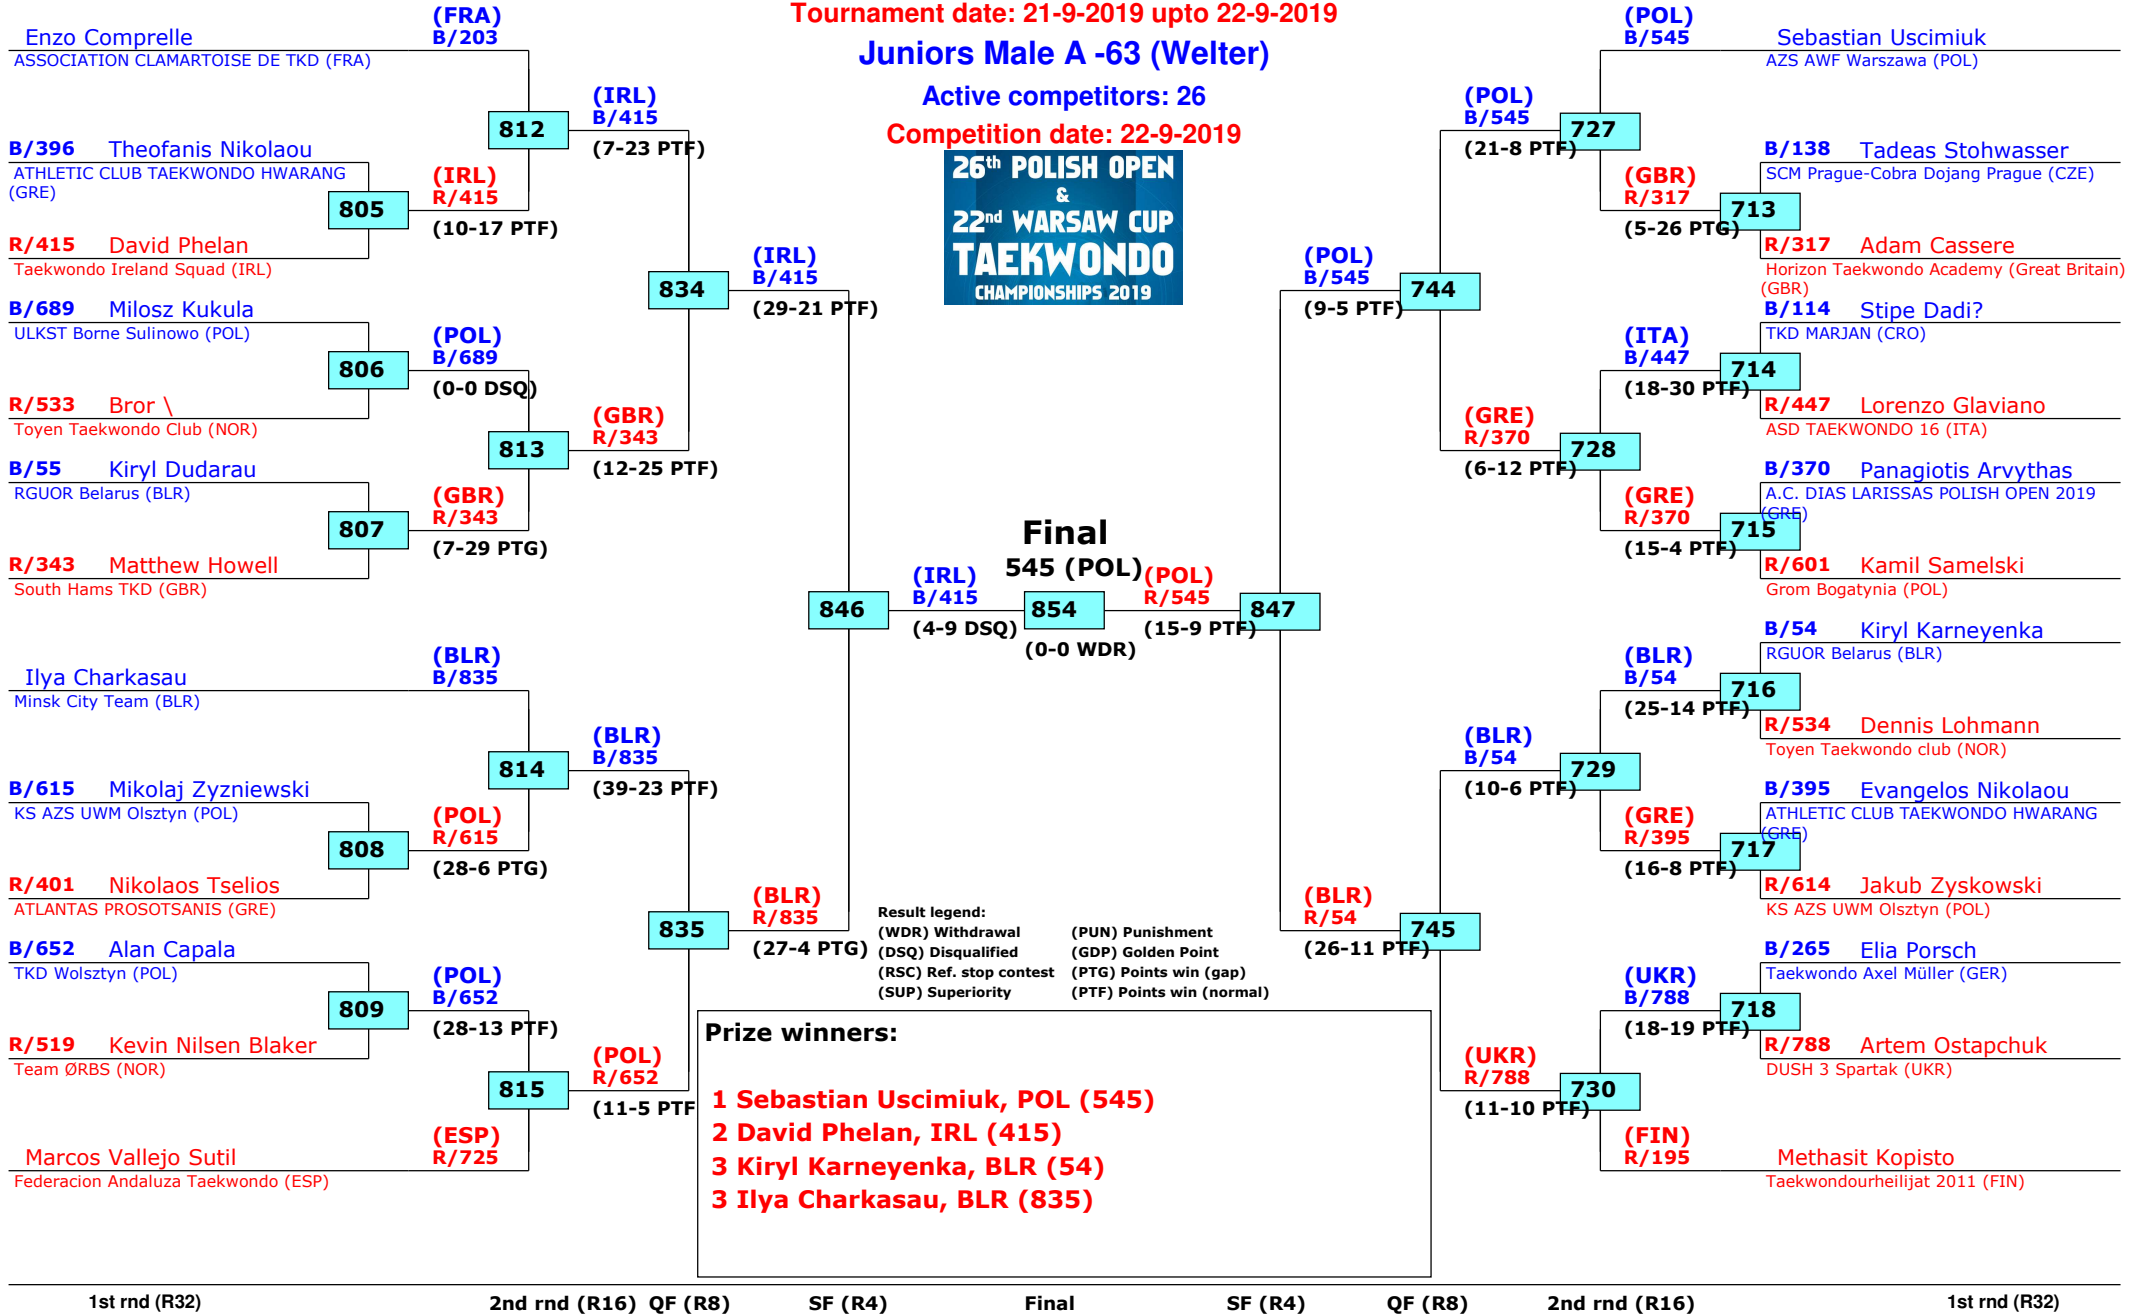 Tournament date: 21-9-2019 upto 22-9-2019
Juniors Male A -63 (Welter)
Active competitors: 26
Competition date: 22-9-2019
26th POLISH OPEN
&
22nd WARSAW CUP
TAEKWONDO
CHAMPIONSHIPS 2019
Enzo Comprelle
ASSOCIATION CLAMARTOISE DE TKD (FRA)
(FRA)
B/203
B/396 Theofanis Nikolaou
ATHLETIC CLUB TAEKWONDO HWARANG
(GRE)
805
R/415 David Phelan
Taekwondo Ireland Squad (IRL)
(IRL)
R/415
(10-17 PTF)
812
(IRL)
B/415
(7-23 PTF)
B/689 Milosz Kukula
ULKST Borne Sulinowo (POL)
806
R/533 Bror \
Toyen Taekwondo Club (NOR)
(POL)
B/689
(0-0 DSQ)
B/55 Kiryl Dudarau
RGUOR Belarus (BLR)
807
R/343 Matthew Howell
South Hams TKD (GBR)
(GBR)
R/343
(7-29 PTG)
813
(GBR)
R/343
(12-25 PTF)
834
(IRL)
B/415
(29-21 PTF)
Ilya Charkasau
Minsk City Team (BLR)
(BLR)
B/835
B/615 Mikolaj Zyzniewski
KS AZS UWM Olsztyn (POL)
808
R/401 Nikolaos Tselios
ATLANTAS PROSOTSANIS (GRE)
(POL)
R/615
(28-6 PTG)
814
(BLR)
B/835
(39-23 PTF)
B/652 Alan Capala
TKD Wolsztyn (POL)
809
R/519 Kevin Nilsen Blaker
Team ØRBS (NOR)
(POL)
B/652
(28-13 PTF)
Marcos Vallejo Sutil
Federacion Andaluza Taekwondo (ESP)
(ESP)
R/725
815
(POL)
R/652
(11-5 PTF
835
(BLR)
R/835
(27-4 PTG)
846
(IRL)
B/415
(4-9 DSQ)
Final
545 (POL)
854
(0-0 WDR)
(POL)
R/545
(15-9 PTF)
847
(POL)
B/545
(9-5 PTF)
744
(POL)
B/545
(21-8 PTF)
727
(POL)
B/545
Sebastian Uscimiuk
AZS AWF Warszawa (POL)
(GBR)
R/317
(5-26 PTG)
713
B/138 Tadeas Stohwasser
SCM Prague-Cobra Dojang Prague (CZE)
R/317 Adam Cassere
Horizon Taekwondo Academy (Great Britain)
(GBR)
(GRE)
R/370
(6-12 PTF)
728
(ITA)
B/447
(18-30 PTF)
714
B/114 Stipe Dadi?
TKD MARJAN (CRO)
R/447 Lorenzo Glaviano
ASD TAEKWONDO 16 (ITA)
(GRE)
R/370
(15-4 PTF)
715
B/370 Panagiotis Arvythas
A.C. DIAS LARISSAS POLISH OPEN 2019
(GRE)
R/601 Kamil Samelski
Grom Bogatynia (POL)
(BLR)
R/54
(26-11 PTF)
745
(BLR)
B/54
(10-6 PTF)
729
(BLR)
B/54
(25-14 PTF)
716
B/54 Kiryl Karneyenka
RGUOR Belarus (BLR)
R/534 Dennis Lohmann
Toyen Taekwondo club (NOR)
(GRE)
R/395
(16-8 PTF)
717
B/395 Evangelos Nikolaou
ATHLETIC CLUB TAEKWONDO HWARANG
(GRE)
R/614 Jakub Zyskowski
KS AZS UWM Olsztyn (POL)
(UKR)
R/788
(11-10 PTF)
730
(UKR)
B/788
(18-19 PTF)
718
B/265 Elia Porsch
Taekwondo Axel Müller (GER)
R/788 Artem Ostapchuk
DUSH 3 Spartak (UKR)
(FIN)
R/195
Methasit Kopisto
Taekwondourheilijat 2011 (FIN)
Result legend:
(WDR) Withdrawal (PUN) Punishment
(DSQ) Disqualified (GDP) Golden Point
(RSC) Ref. stop contest (PTG) Points win (gap)
(SUP) Superiority (PTF) Points win (normal)
Prize winners:
1 Sebastian Uscimiuk, POL (545)
2 David Phelan, IRL (415)
3 Kiryl Karneyenka, BLR (54)
3 Ilya Charkasau, BLR (835)
1st rnd (R32) 2nd rnd (R16) QF (R8) SF (R4) Final SF (R4) QF (R8) 2nd rnd (R16) 1st rnd (R32)